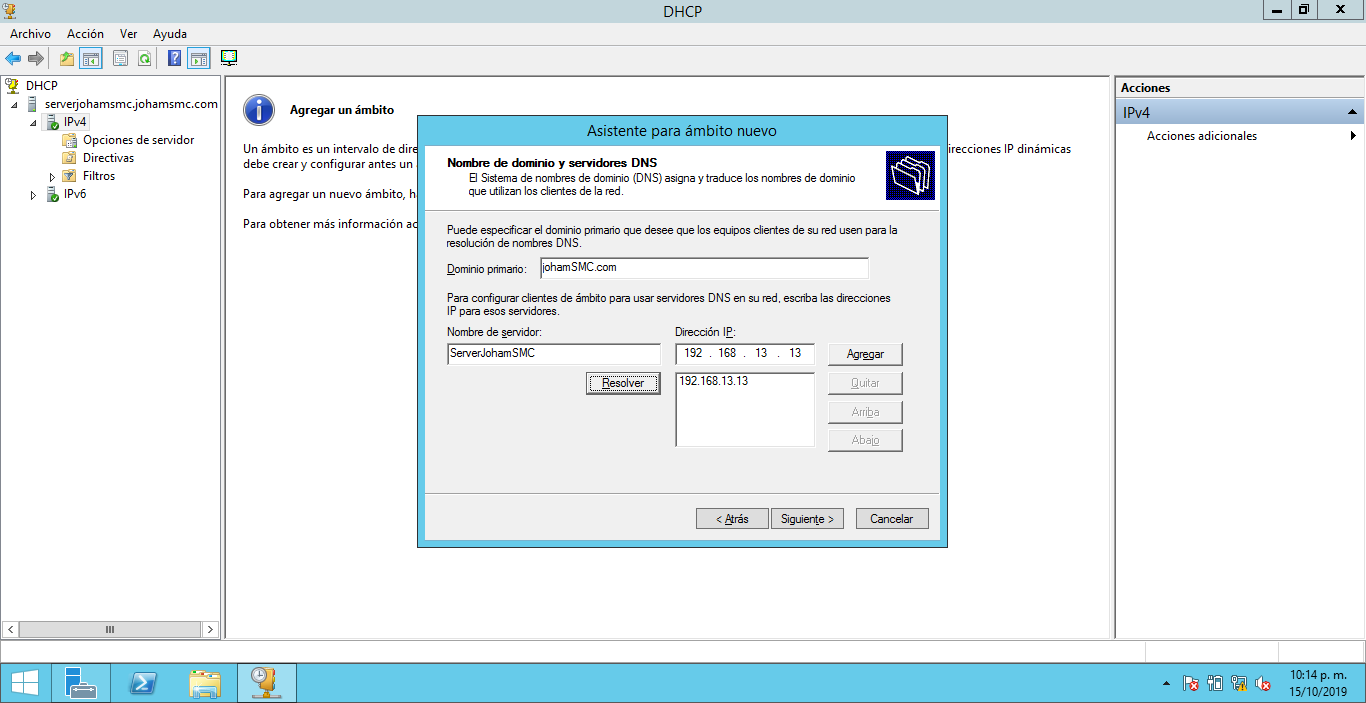 DHCP
Archivo Acción Ver Ayuda
DHCP
serverjohamsmc.johamsmc.com
IPv4
Opciones de servidor
Directivas
Filtros
IPv6
Agregar un ámbito
Un ámbito es un intervalo de dire
recciones IP dinámicas
debe crear y configurar antes un
Para agregar un nuevo ámbito, h
Para obtener más información ac
Asistente para ámbito nuevo
Nombre de dominio y servidores DNS
El Sistema de nombres de dominio (DNS) asigna y traduce los nombres de dominio
que utilizan los clientes de la red.
Puede especificar el dominio primario que desee que los equipos clientes de su red usen para la
resolución de nombres DNS.
Dominio primario: johamSMC.com
Para configurar clientes de ámbito para usar servidores DNS en su red, escriba las direcciones
IP para esos servidores.
Nombre de servidor: Dirección IP:
ServerJohamSMC 192 . 168 . 13 . 13 Agregar
Resolver 192.168.13.13 Quitar
Arriba
Abajo
< Atrás Siguiente > Cancelar
Acciones
IPv4
Acciones adicionales
10:14 p. m.
15/10/2019